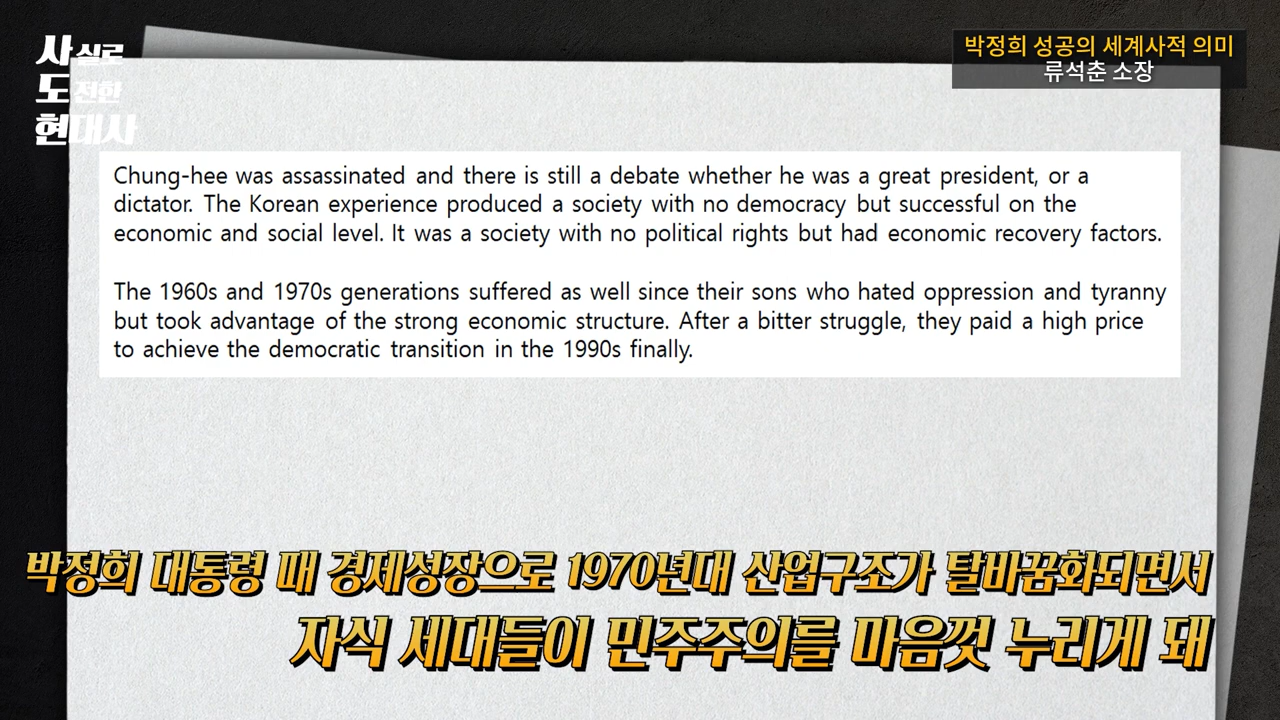 사실로
도전한
현대사
박정희 성공의 세계사적 의미
류석춘 소장
Chung-hee was assassinated and there is still a debate whether he was a great president, or a
dictator. The Korean experience produced a society with no democracy but successful on the
economic and social level. It was a society with no political rights but had economic recovery factors.
The 1960s and 1970s generations suffered as well since their sons who hated oppression and tyranny
but took advantage of the strong economic structure. After a bitter struggle, they paid a high price
to achieve the democratic transition in the 1990s finally.
박정희 대통령 때 경제성장으로 1970년대 산업구조가 탈바꿈화되면서
자식 세대들이 민주주의를 마음껏 누리게 돼